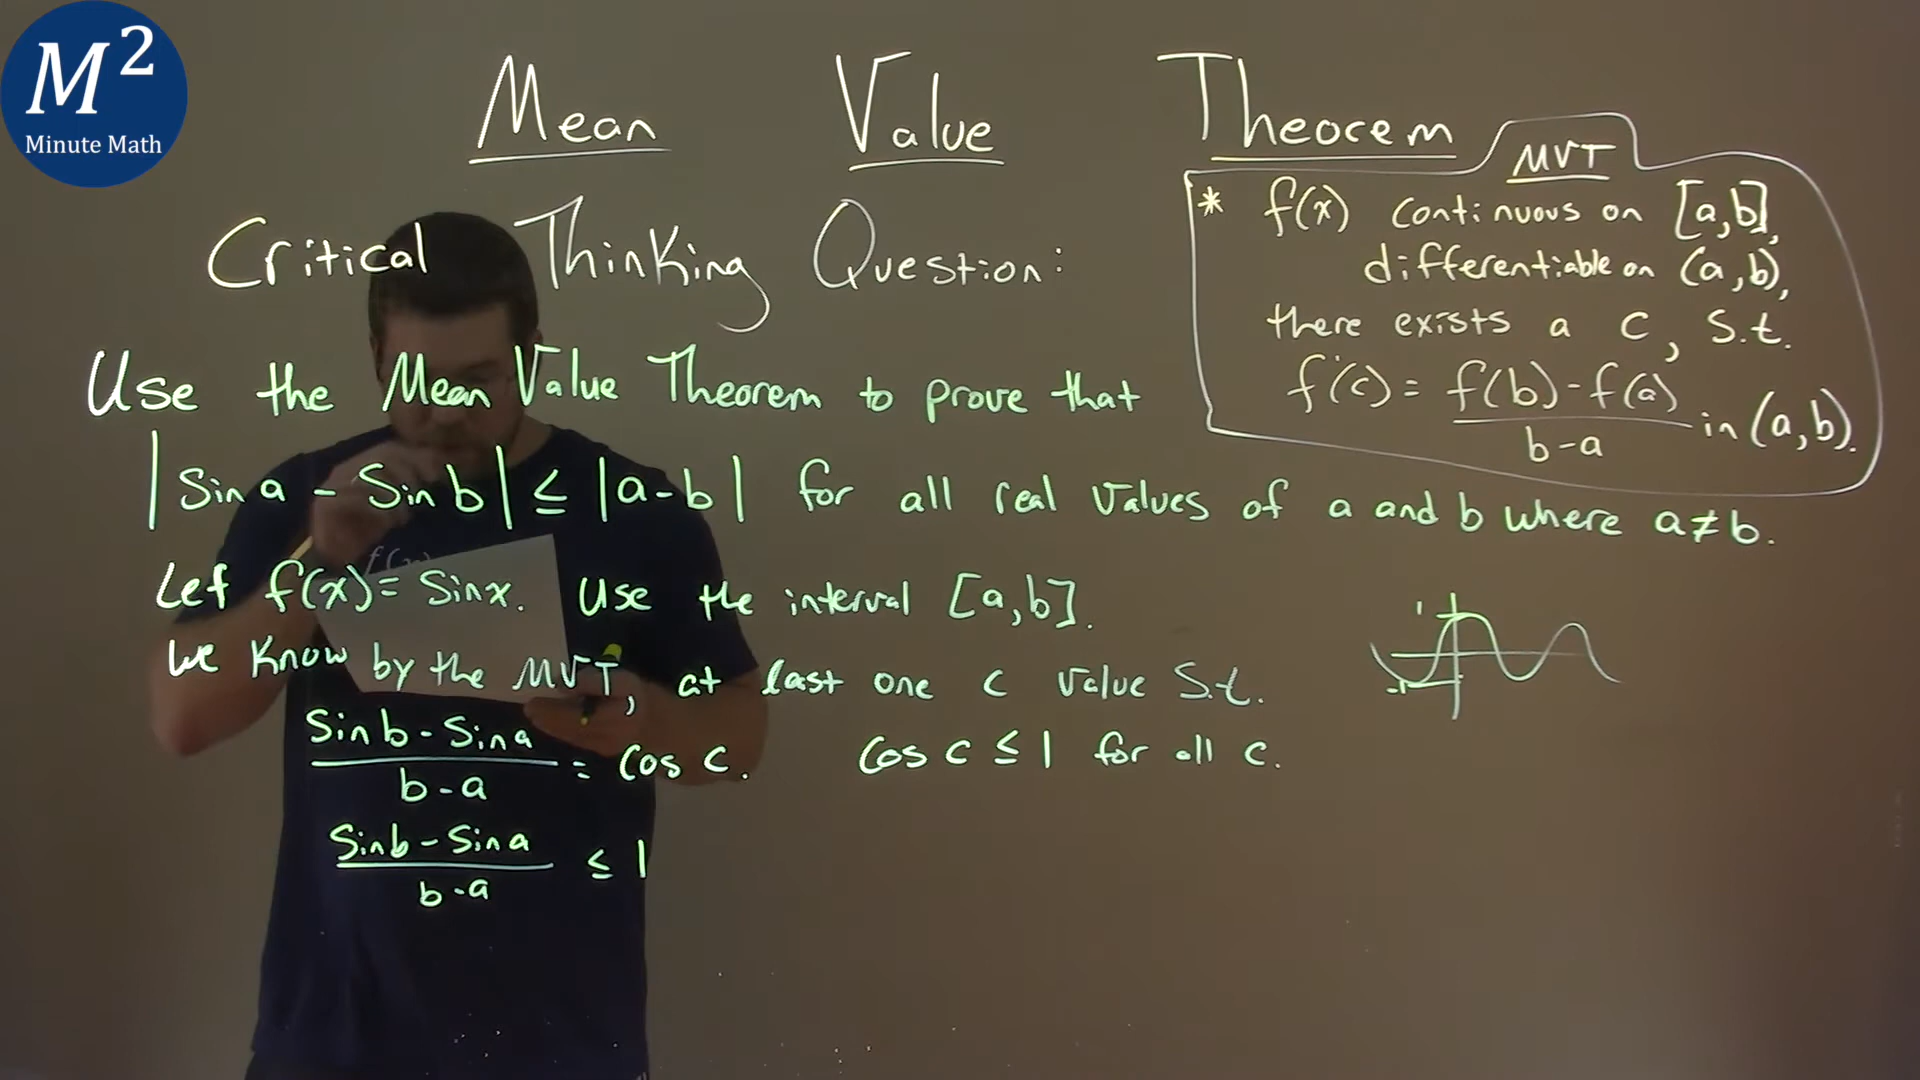 M²
Minute Math
Mean Value Theorem
MVT
* f(x) continuous on [a,b],
differentiable on (a,b),
there exists a c, s.t.
f'(c) = f(b)-f(a) / b-a in (a,b).
Critical Thinking Question:
Use the Mean Value Theorem to prove that
|Sin a - Sin b| ≤ |a-b| for all real values of a and b where a≠b.
Let f(x) = Sinx. Use the interval [a,b].
We know by the MVT, at last one c value s.t.
Sin b - Sin a / b-a = Cos c. Cos c ≤ 1 for all c.
Sin b - Sin a / b-a ≤ 1
1
-1